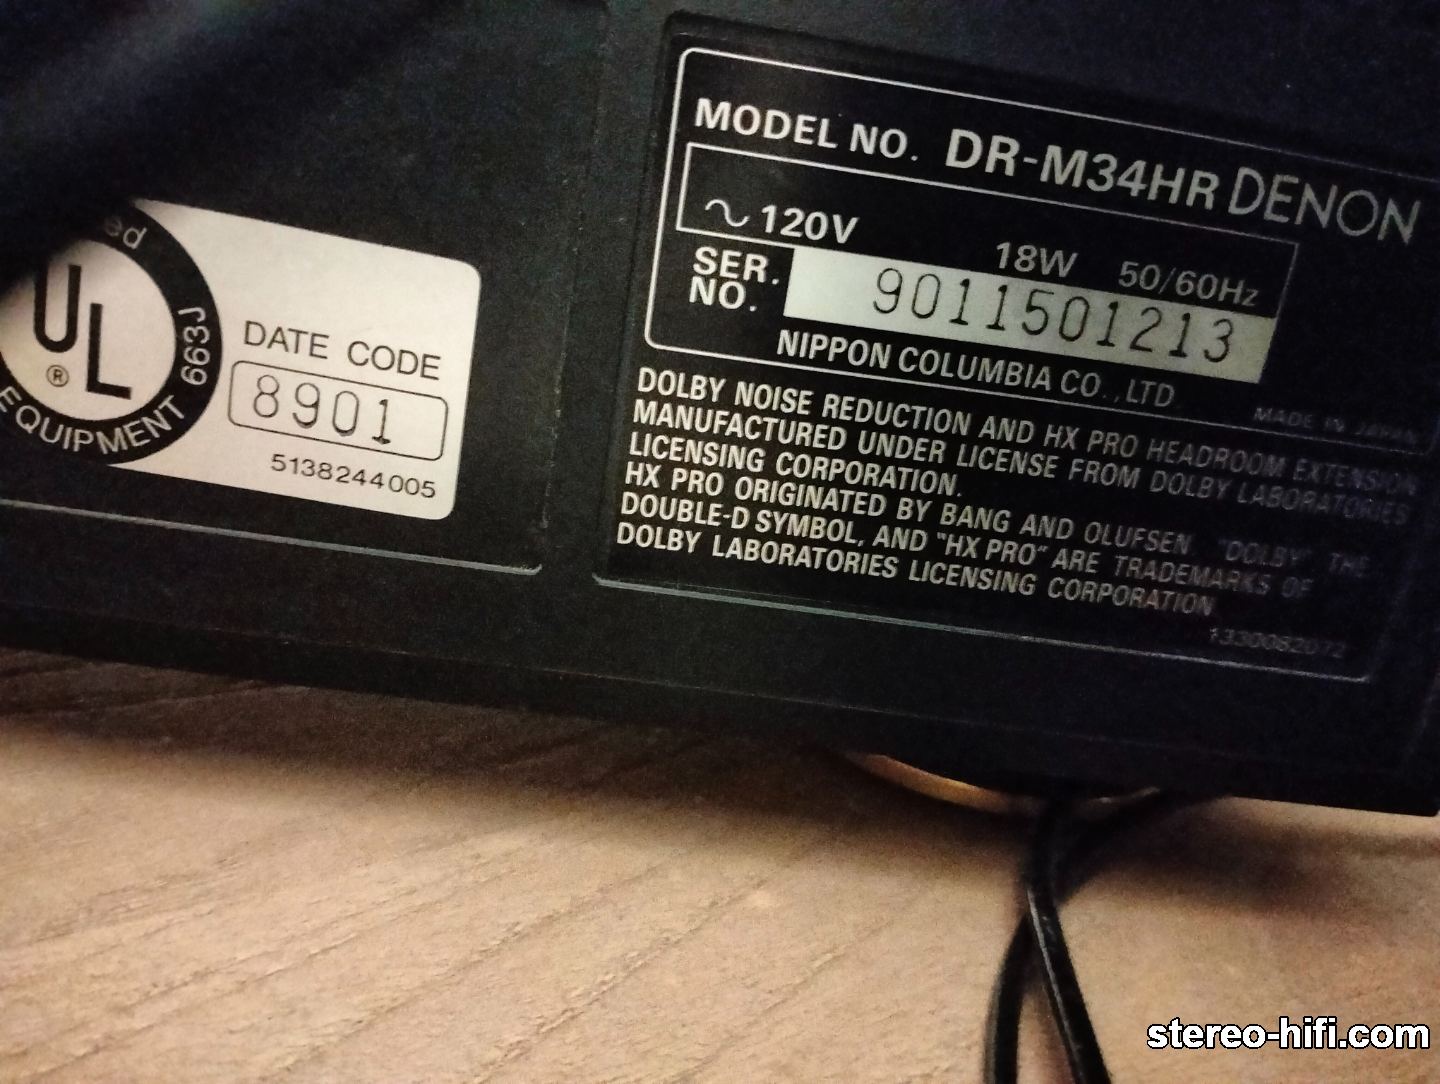 MODEL NO. DR-M34HR DENON
∿ 120V 18W 50/60Hz
SER. NO. 9011501213
NIPPON COLUMBIA CO., LTD.
MADE IN JAPAN
DOLBY NOISE REDUCTION AND HX PRO HEADROOM EXTENSION
MANUFACTURED UNDER LICENSE FROM DOLBY LABORATORIES
LICENSING CORPORATION.
HX PRO ORIGINATED BY BANG AND OLUFSEN. "DOLBY" THE
DOUBLE-D SYMBOL, AND "HX PRO" ARE TRADEMARKS OF
DOLBY LABORATORIES LICENSING CORPORATION.
1330082072
UL
®
663J
EQUIPMENT
DATE CODE
8901
5138244005
stereo-hifi.com